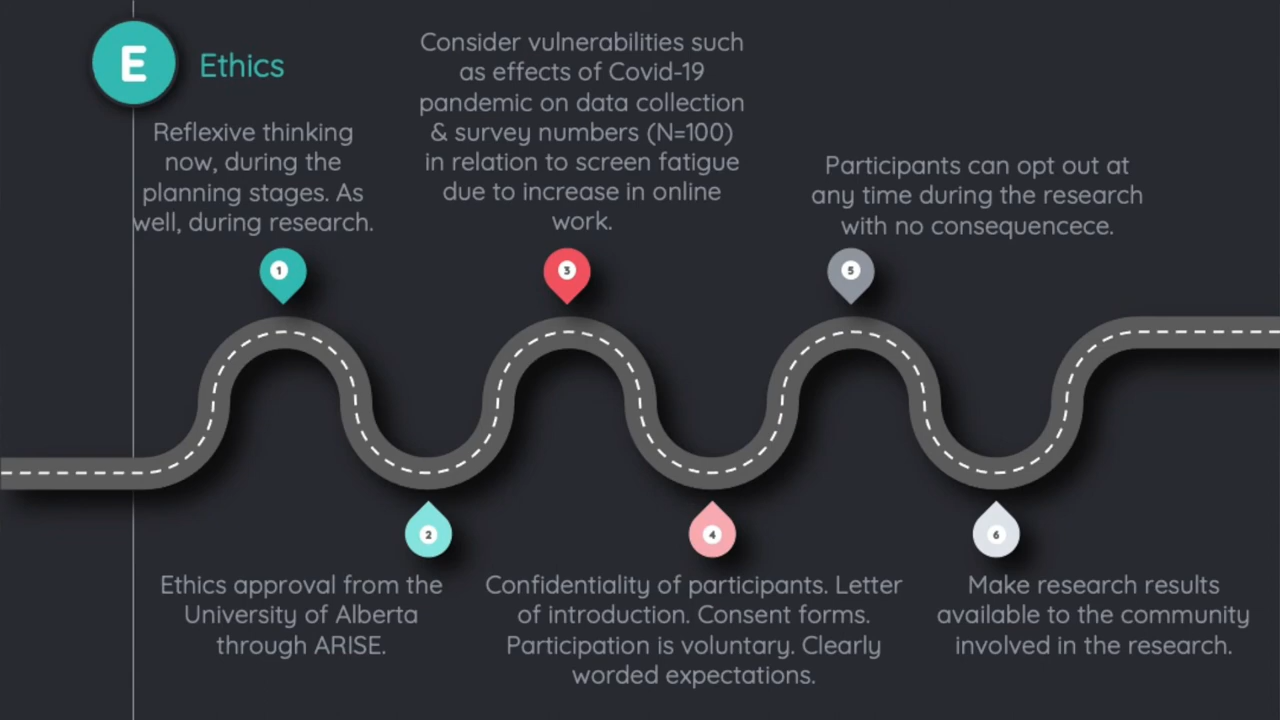 E
Ethics
Reflexive thinking
now, during the
planning stages. As
well, during research.
1
Ethics approval from the
University of Alberta
through ARISE.
2
Consider vulnerabilities such
as effects of Covid-19
pandemic on data collection
& survey numbers (N=100)
in relation to screen fatigue
due to increase in online
work.
3
Confidentiality of participants. Letter
of introduction. Consent forms.
Participation is voluntary. Clearly
worded expectations.
4
Participants can opt out at
any time during the research
with no consequencece.
5
Make research results
available to the community
involved in the research.
6